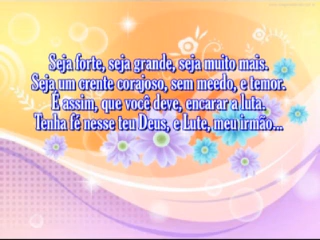 Seja forte, seja grande, seja muito mais.
Seja um crente corajoso, sem meedo, e temor.
É assim, que você deve, encarar a luta.
Tenha fé nesse teu Deus, e Lute, meu irmão...